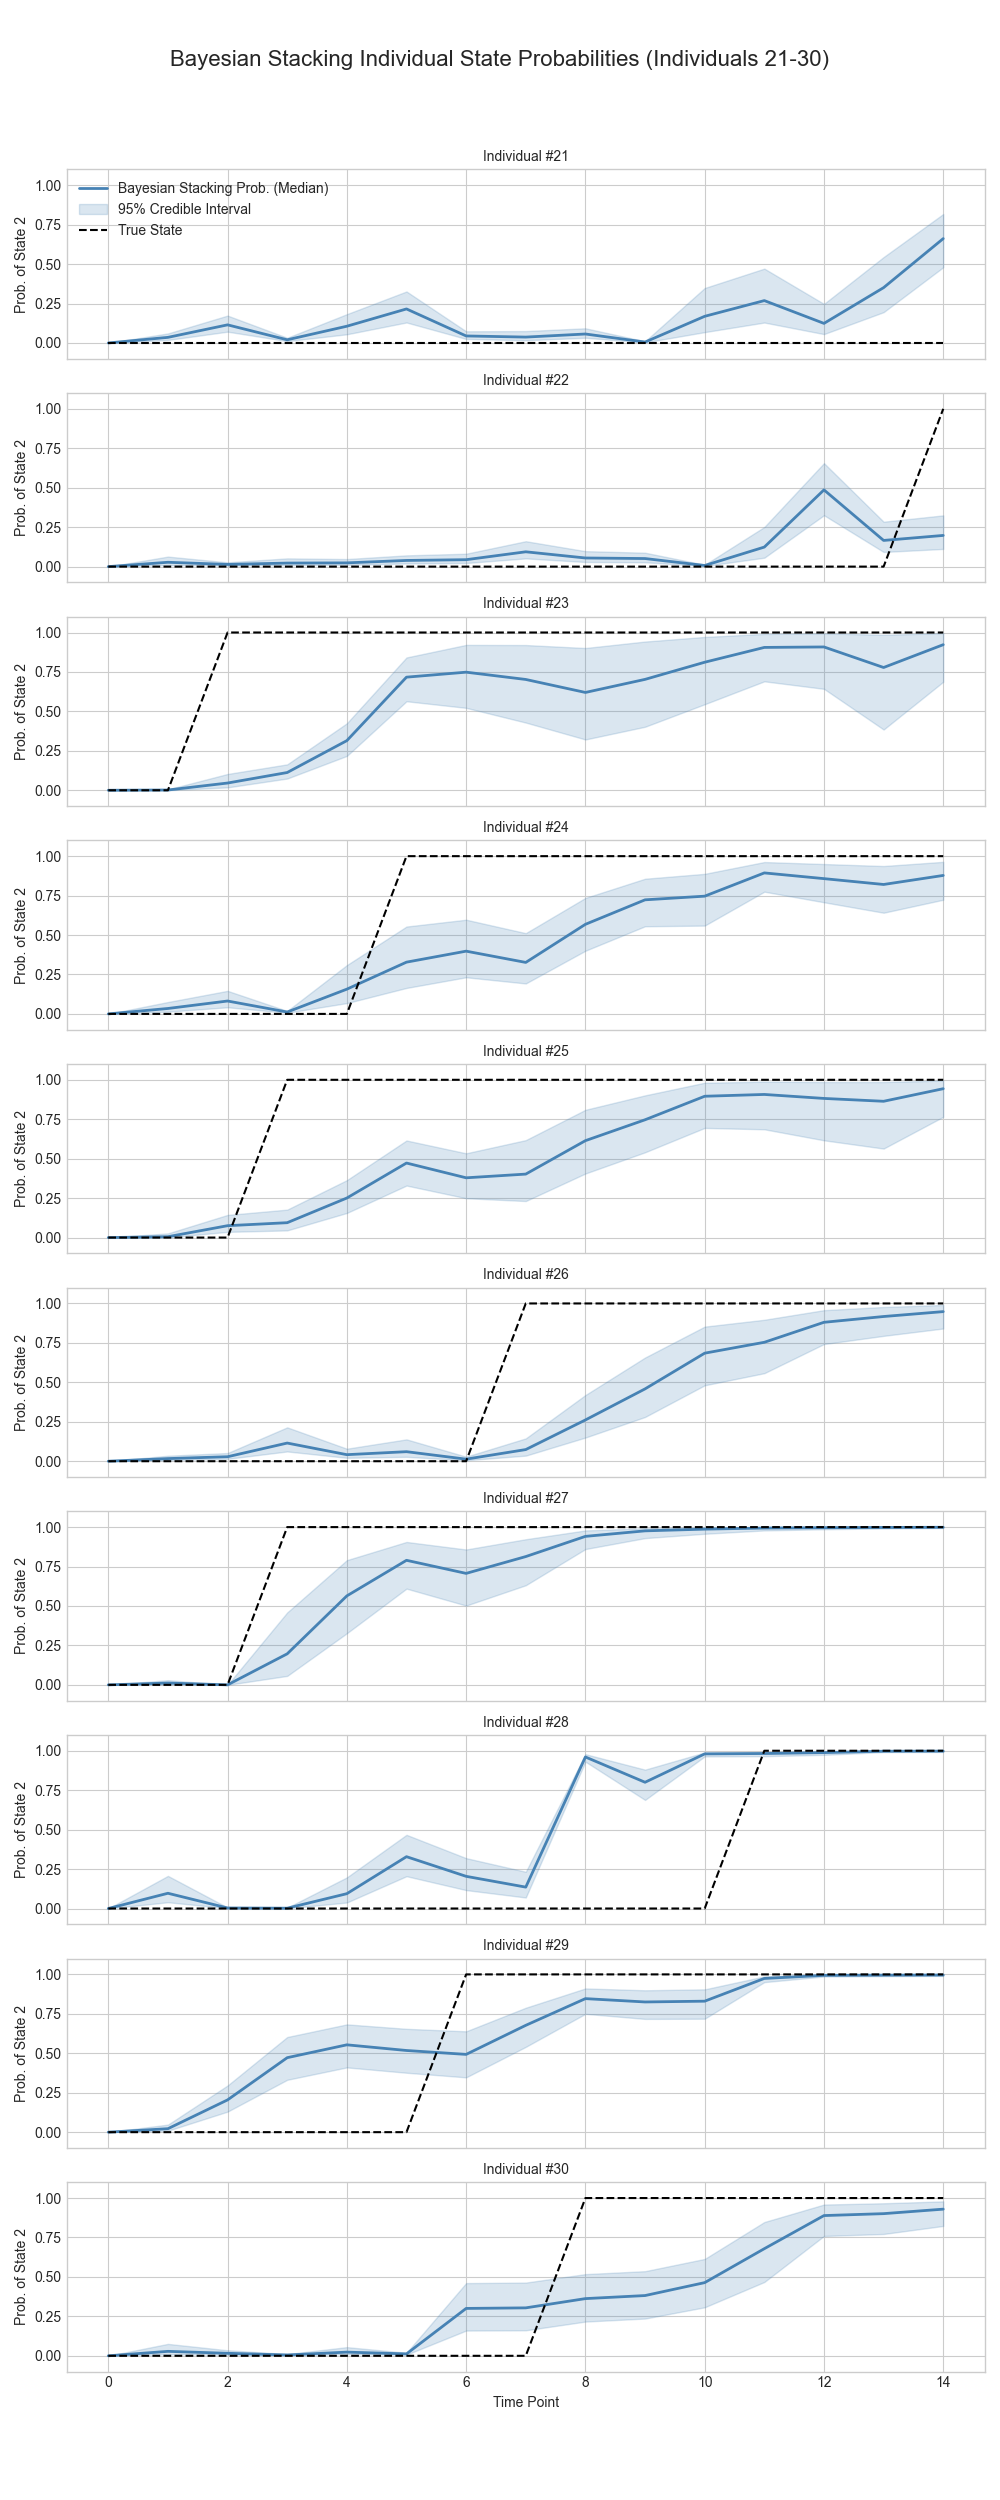 Bayesian Stacking Individual State Probabilities (Individuals 21-30)
Individual #21
Prob. of State 2
1.00
0.75
0.50
0.25
0.00
Bayesian Stacking Prob. (Median)
95% Credible Interval
True State
Individual #22
Prob. of State 2
1.00
0.75
0.50
0.25
0.00
Individual #23
Prob. of State 2
1.00
0.75
0.50
0.25
0.00
Individual #24
Prob. of State 2
1.00
0.75
0.50
0.25
0.00
Individual #25
Prob. of State 2
1.00
0.75
0.50
0.25
0.00
Individual #26
Prob. of State 2
1.00
0.75
0.50
0.25
0.00
Individual #27
Prob. of State 2
1.00
0.75
0.50
0.25
0.00
Individual #28
Prob. of State 2
1.00
0.75
0.50
0.25
0.00
Individual #29
Prob. of State 2
1.00
0.75
0.50
0.25
0.00
Individual #30
Prob. of State 2
1.00
0.75
0.50
0.25
0.00
0 2 4 6 8 10 12 14
Time Point